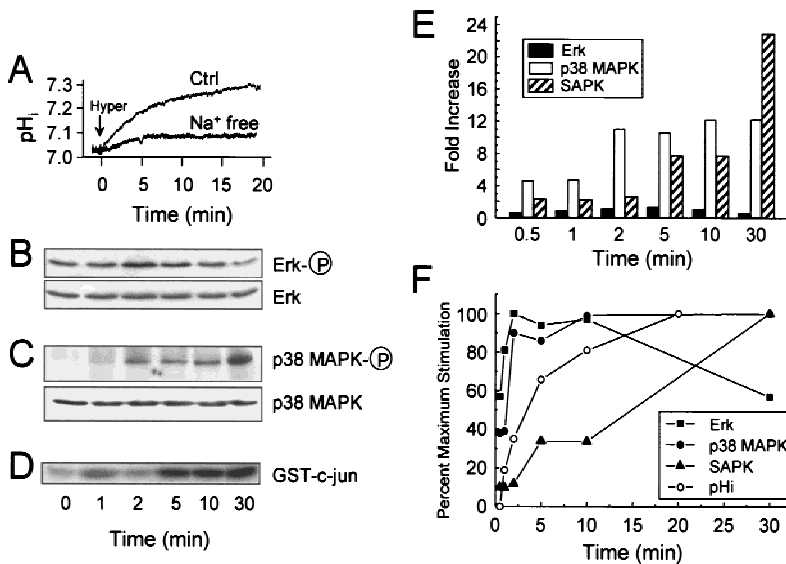 A
7.3
7.2
7.1
7.0
pHi
Hyper
Ctrl
Na+ free
0 5 10 15 20
Time (min)
B
Erk-P
Erk
C
p38 MAPK-P
p38 MAPK
D
GST-c-jun
0 1 2 5 10 30
Time (min)
E
24
20
16
12
8
4
0
Fold Increase
Erk
p38 MAPK
SAPK
0.5 1 2 5 10 30
Time (min)
F
100
80
60
40
20
0
Percent Maximum Stimulation
Erk
p38 MAPK
SAPK
pHi
0 5 10 15 20 25 30
Time (min)